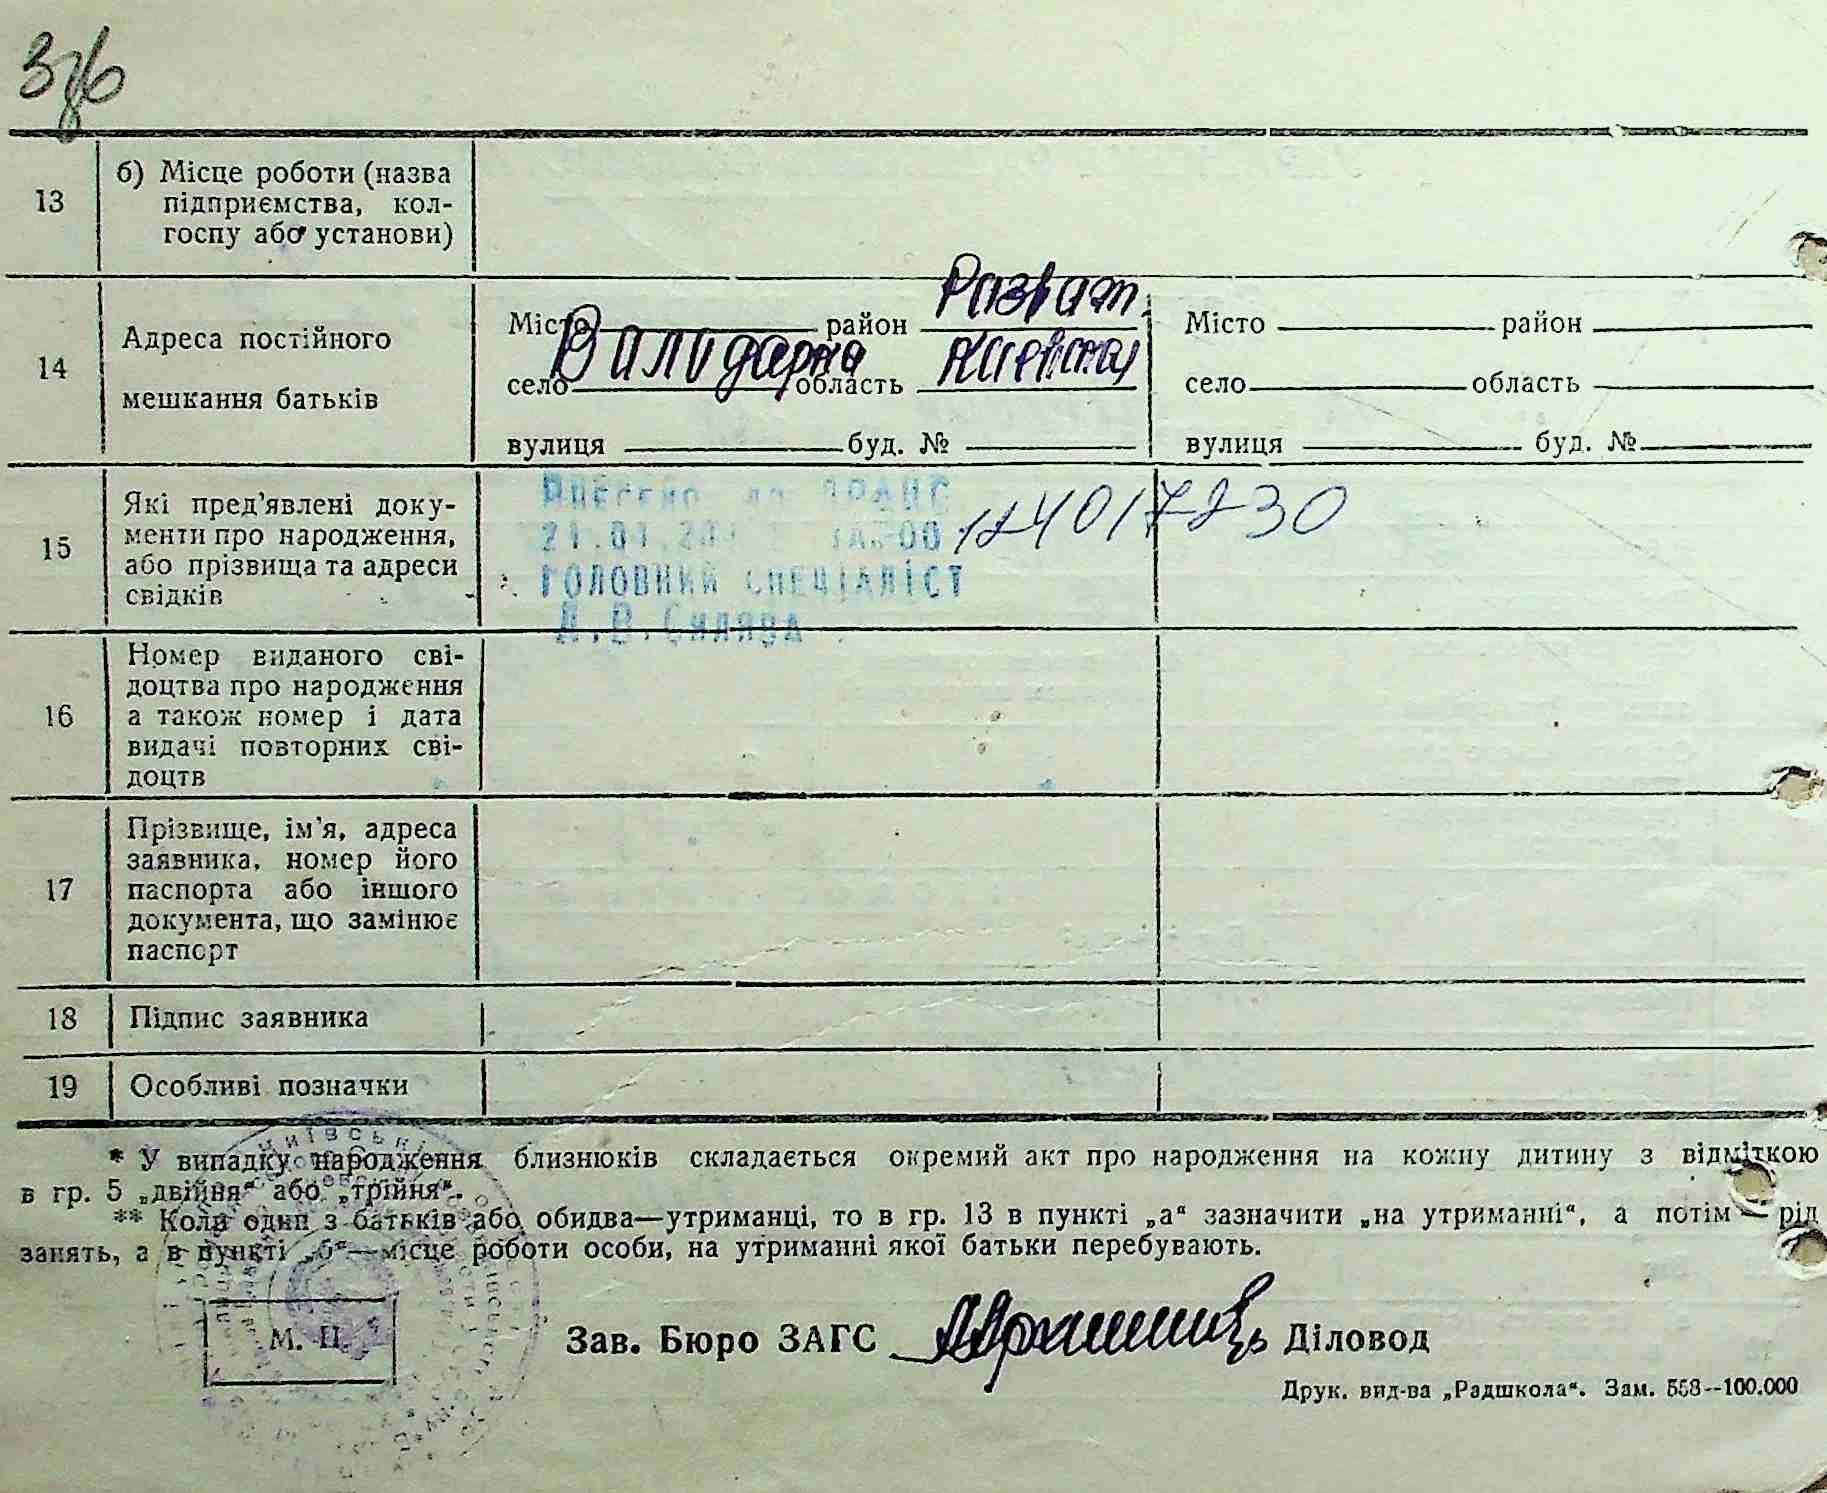 13
б) Місце роботи (назва
підприємства, кол-
госпу або установи)
14
Адреса постійного
мешкання батьків
Місто район Разват.
село область
вулиця буд. №
Місто район
село область
вулиця буд. №
15
Які пред'явлені доку-
менти про народження,
або прізвища та адреси
свідків
Внесено до ДРАЦС
1240172230
ГОЛОВНИЙ СПЕЦІАЛІСТ
16
Номер виданого сві-
доцтва про народження
а також номер і дата
видачі повторних сві-
доцтв
17
Прізвище, ім'я, адреса
заявника, номер його
паспорта або іншого
документа, що замінює
паспорт
18
Підпис заявника
19
Особливі позначки
* У випадку народження близнюків складається окремий акт про народження на кожну дитину з відміткою
в гр. 5 „двійня“ або „трійня“.
** Коли один з батьків або обидва—утриманці, то в гр. 13 в пункті „а“ зазначити „на утриманні“, а потім — рід
занять, а в пункті „б“—місце роботи особи, на утриманні якої батьки перебувають.
М. П.
Зав. Бюро ЗАГС Діловод
Друк. вид-ва „Радшкола“. Зам. 558--100.000